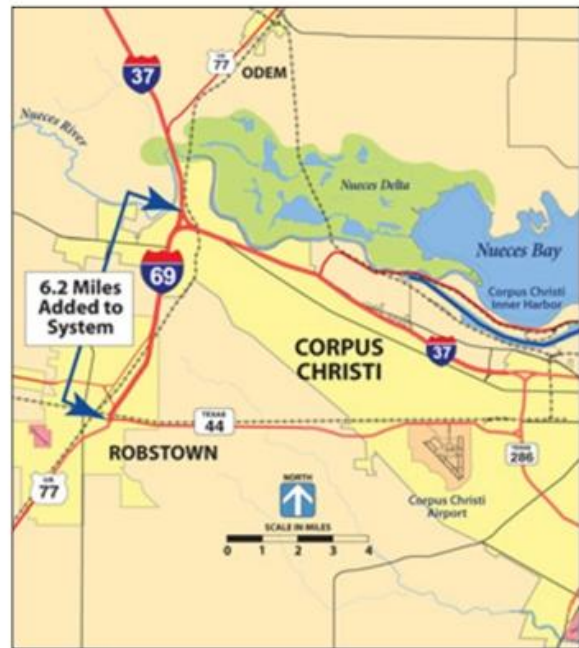 37
U.S.
77
ODEM
Nueces River
Nueces Delta
Nueces Bay
6.2 Miles
Added to
System
69
Corpus Christi
Inner Harbor
CORPUS
CHRISTI
37
TEXAS
44
ROBSTOWN
TEXAS
286
U.S.
77
NORTH
SCALE IN MILES
0 1 2 3 4
Corpus Christi
Airport